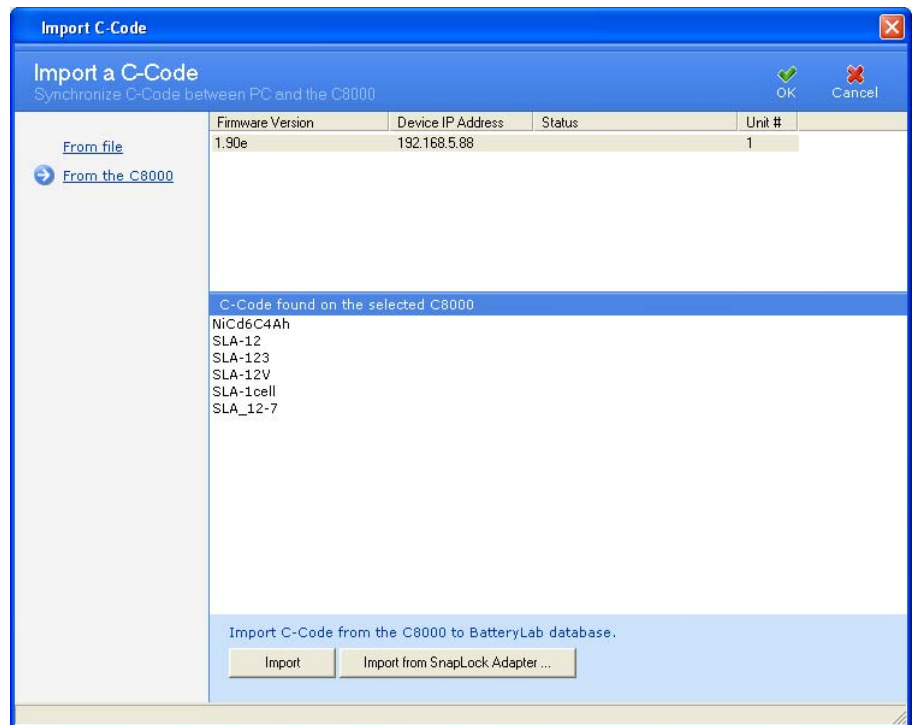 Import C-Code
Import a C-Code
Synchronize C-Code between PC and the C8000
OK
Cancel
From file
From the C8000
Firmware Version Device IP Address Status Unit #
1.90e 192.168.5.88 1
C-Code found on the selected C8000
NiCd6C4Ah
SLA-12
SLA-123
SLA-12V
SLA-1cell
SLA_12-7
Import C-Code from the C8000 to BatteryLab database.
Import
Import from SnapLock Adapter ...